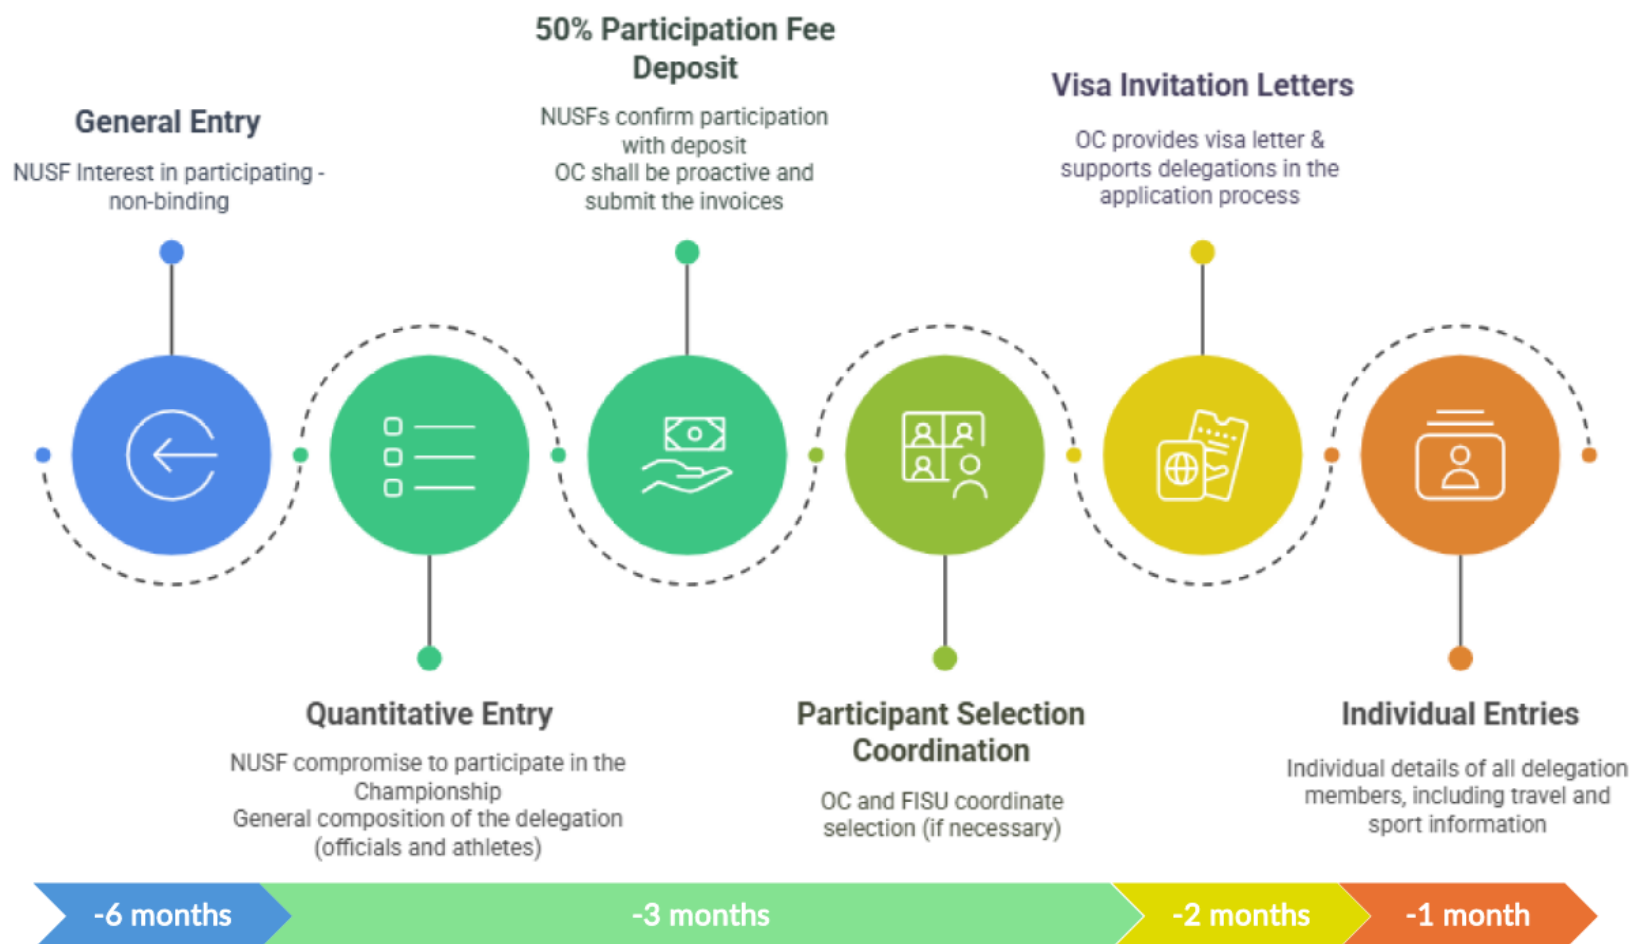 General Entry
NUSF Interest in participating -
non-binding
Quantitative Entry
NUSF compromise to participate in the
Championship
General composition of the delegation
(officials and athletes)
50% Participation Fee
Deposit
NUSFs confirm participation
with deposit
OC shall be proactive and
submit the invoices
Participant Selection
Coordination
OC and FISU coordinate
selection (if necessary)
Visa Invitation Letters
OC provides visa letter &
supports delegations in the
application process
Individual Entries
Individual details of all delegation
members, including travel and
sport information
-6 months
-3 months
-2 months
-1 month